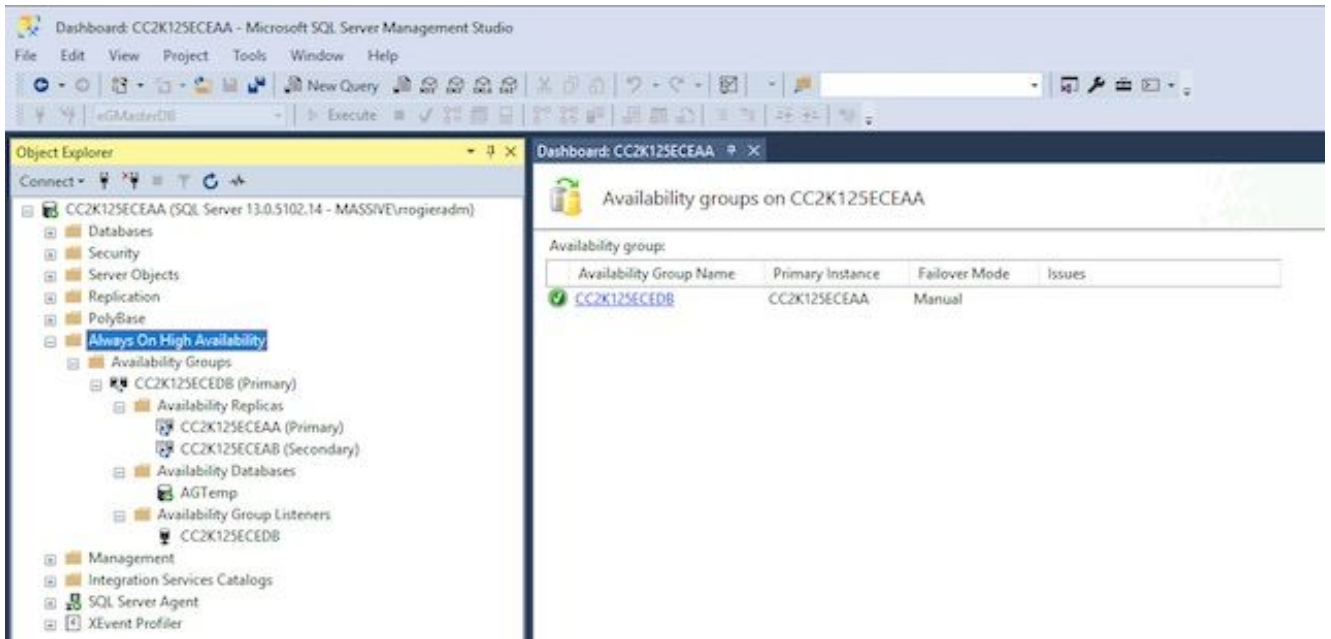 Dashboard: CC2K125ECEAA - Microsoft SQL Server Management Studio
File Edit View Project Tools Window Help
New Query
eGMasterDB Execute
Object Explorer
Connect
CC2K125ECEAA (SQL Server 13.0.5102.14 - MASSIVE\rrogieradm)
Databases
Security
Server Objects
Replication
PolyBase
Always On High Availability
Availability Groups
CC2K125ECEDB (Primary)
Availability Replicas
CC2K125ECEAA (Primary)
CC2K125ECEAB (Secondary)
Availability Databases
AGTemp
Availability Group Listeners
CC2K125ECEDB
Management
Integration Services Catalogs
SQL Server Agent
XEvent Profiler
Dashboard: CC2K125ECEAA
Availability groups on CC2K125ECEAA
Availability group:
Availability Group Name Primary Instance Failover Mode Issues
CC2K125ECEDB CC2K125ECEAA Manual